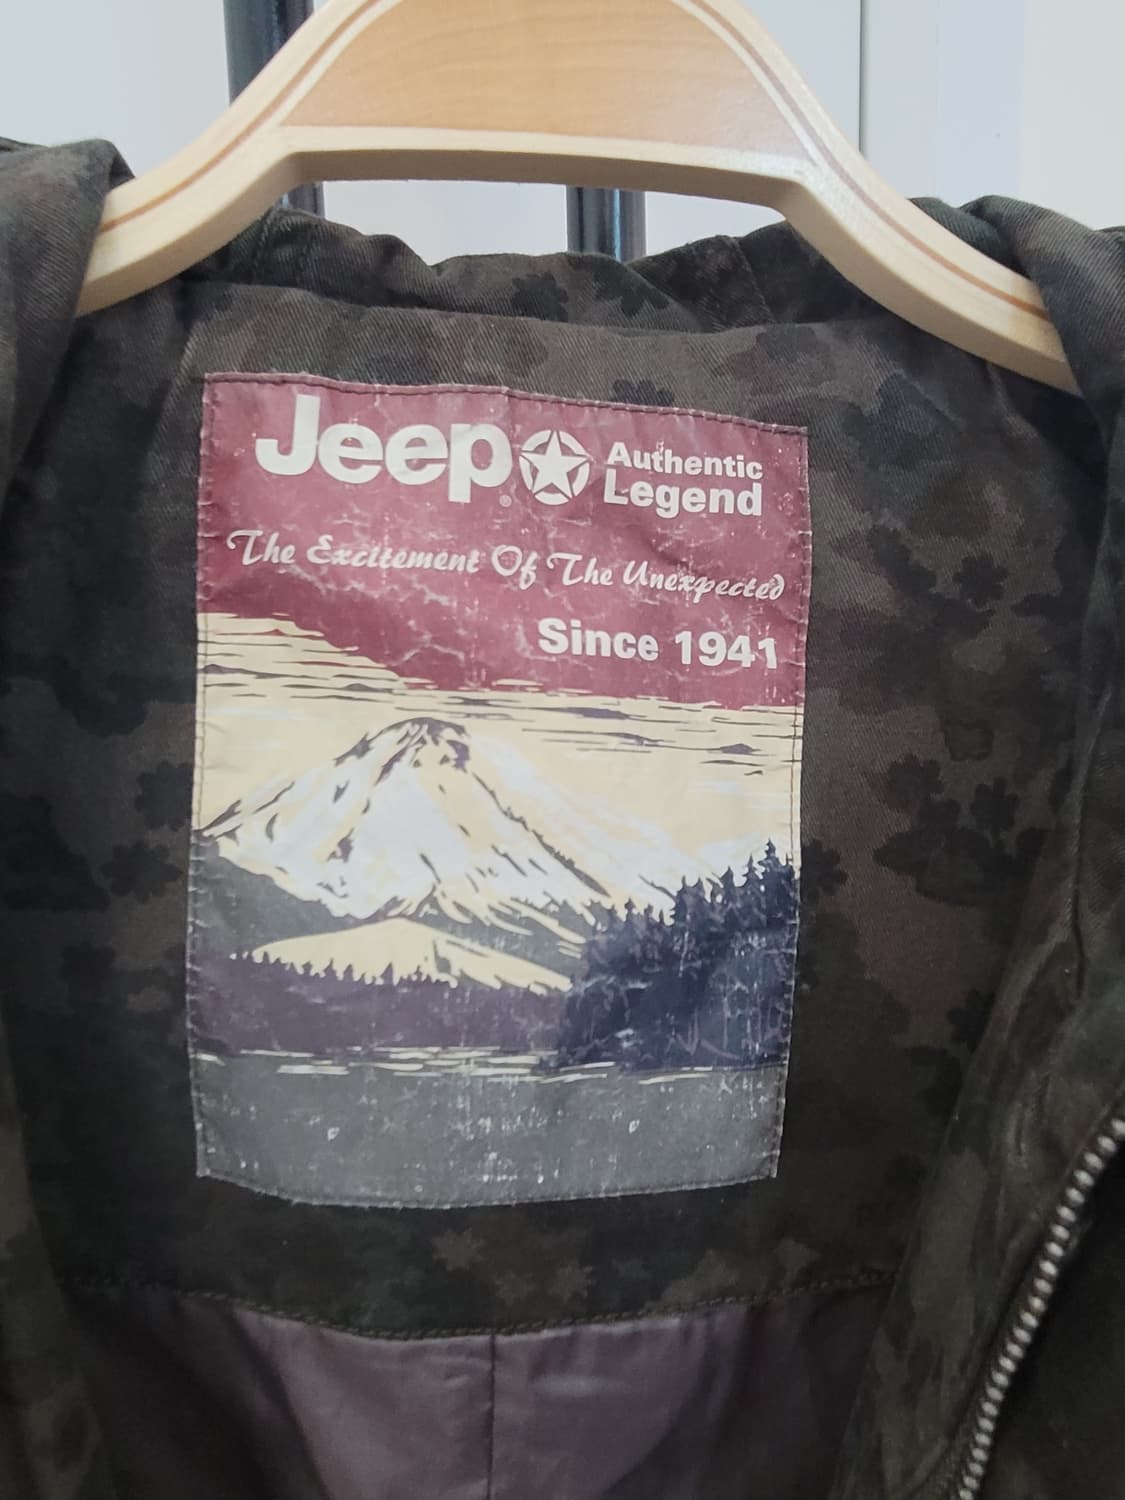 Jeep® Authentic
Legend
The Excitement Of The Unexpected
Since 1941